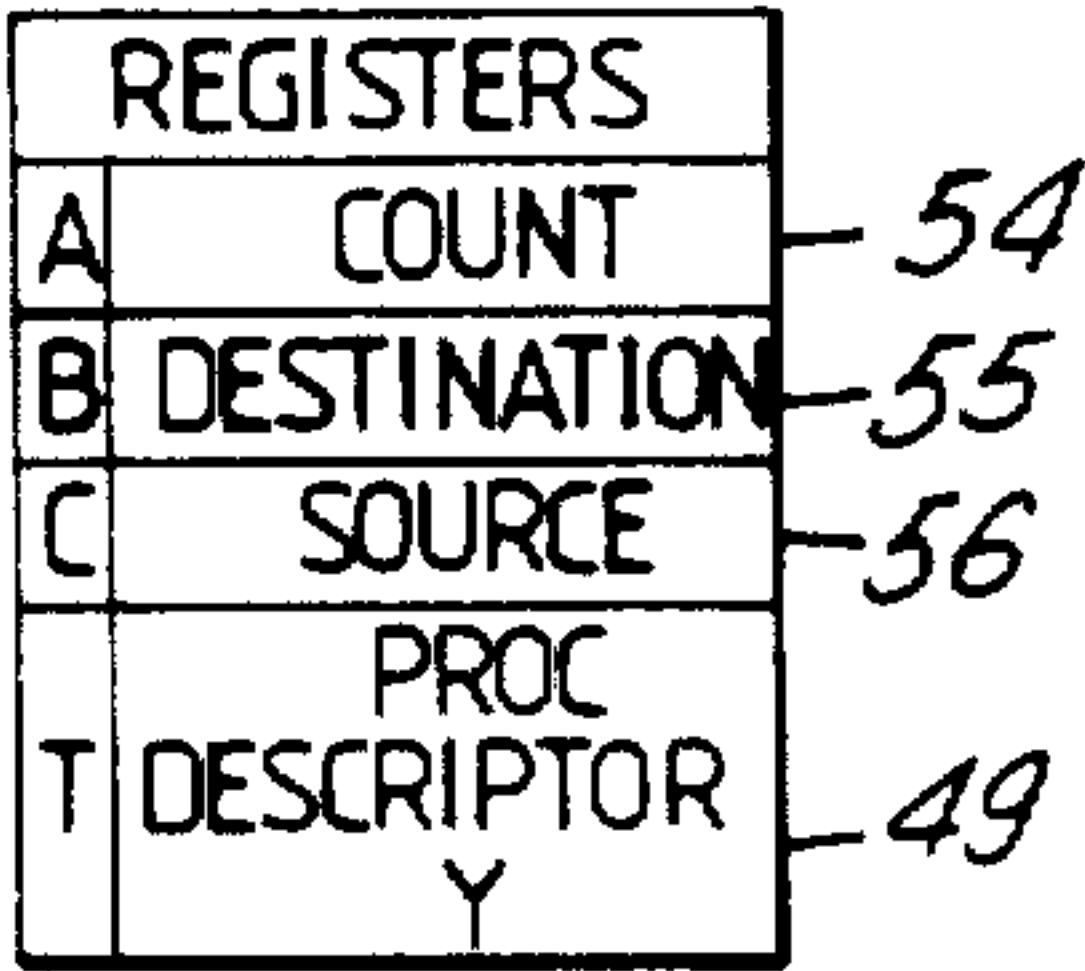 REGISTERS
A COUNT 54
B DESTINATION 55
C SOURCE 56
PROC
T DESCRIPTOR 49
Y